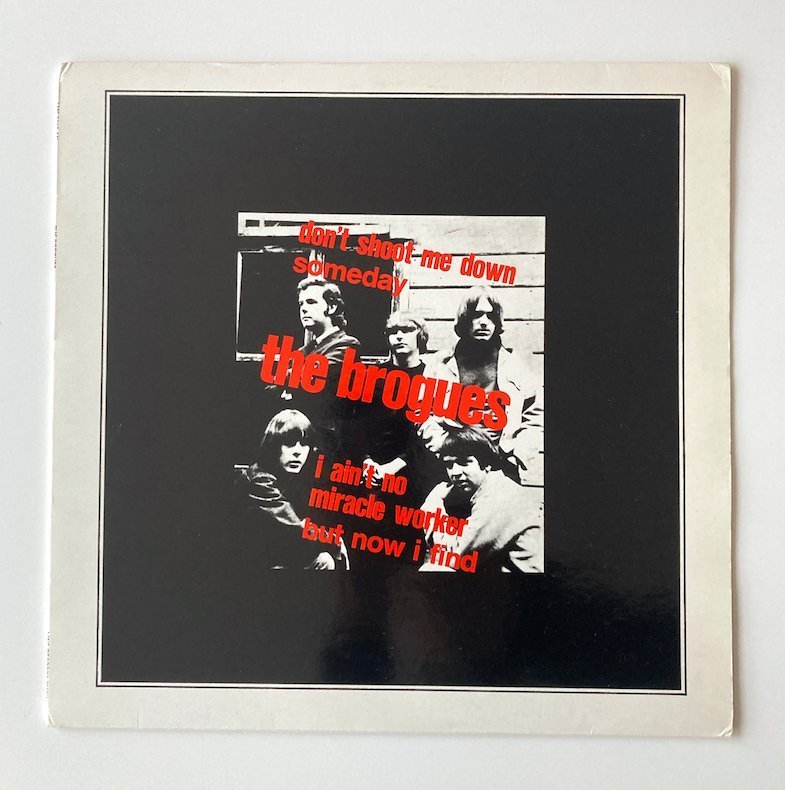 don't shoot me down
someday
the brogues
i ain't no
miracle worker
but now i find